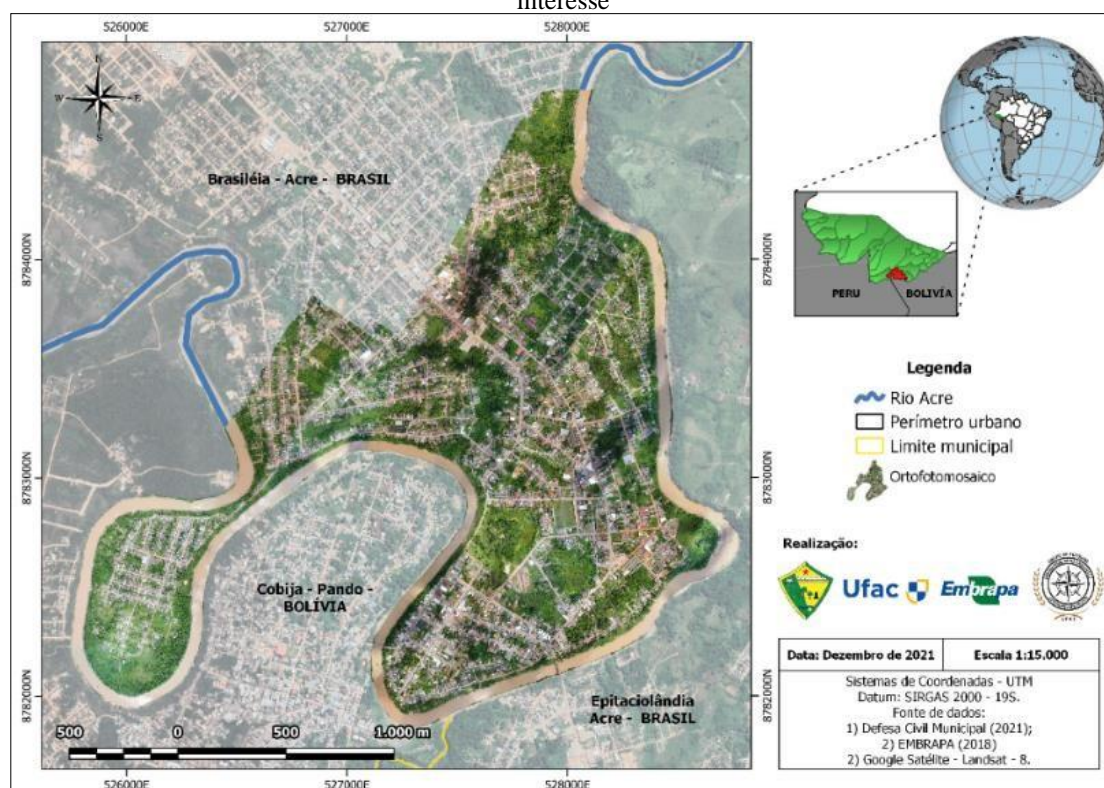 interesse
526000E 527000E 528000E
N
W E
S
Brasiléia - Acre - BRASIL
8784000N
8783000N
8782000N
Cobija - Pando -
BOLÍVIA
Epitaciolândia
Acre - BRASIL
500 0 500 1.000 m
8784000N
8783000N
8782000N
526000E 527000E 528000E
PERU BOLIVÍA
Legenda
Rio Acre
Perímetro urbano
Limite municipal
Ortofotomosaico
Realização:
Ufac
Embrapa
Data: Dezembro de 2021 Escala 1:15.000
Sistemas de Coordenadas - UTM
Datum: SIRGAS 2000 - 19S.
Fonte de dados:
1) Defesa Civil Municipal (2021);
2) EMBRAPA (2018)
2) Google Satélite - Landsat - 8.